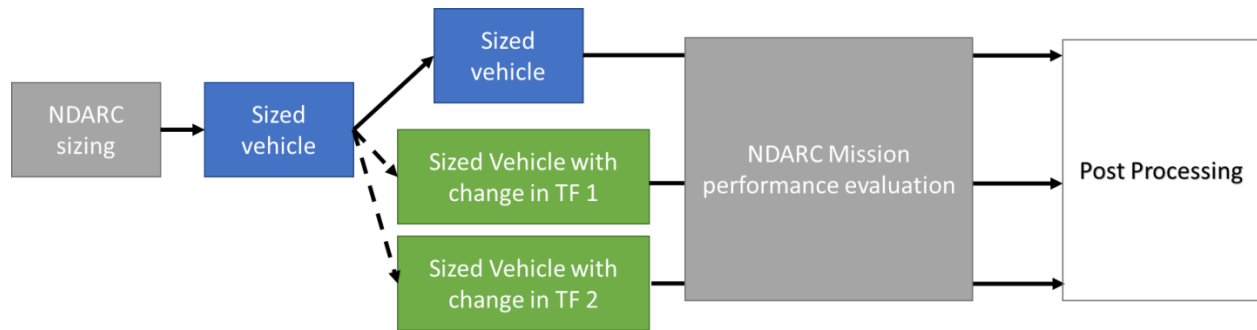 NDARC
sizing
Sized
vehicle
Sized
vehicle
Sized Vehicle with
change in TF 1
Sized Vehicle with
change in TF 2
NDARC Mission
performance evaluation
Post Processing